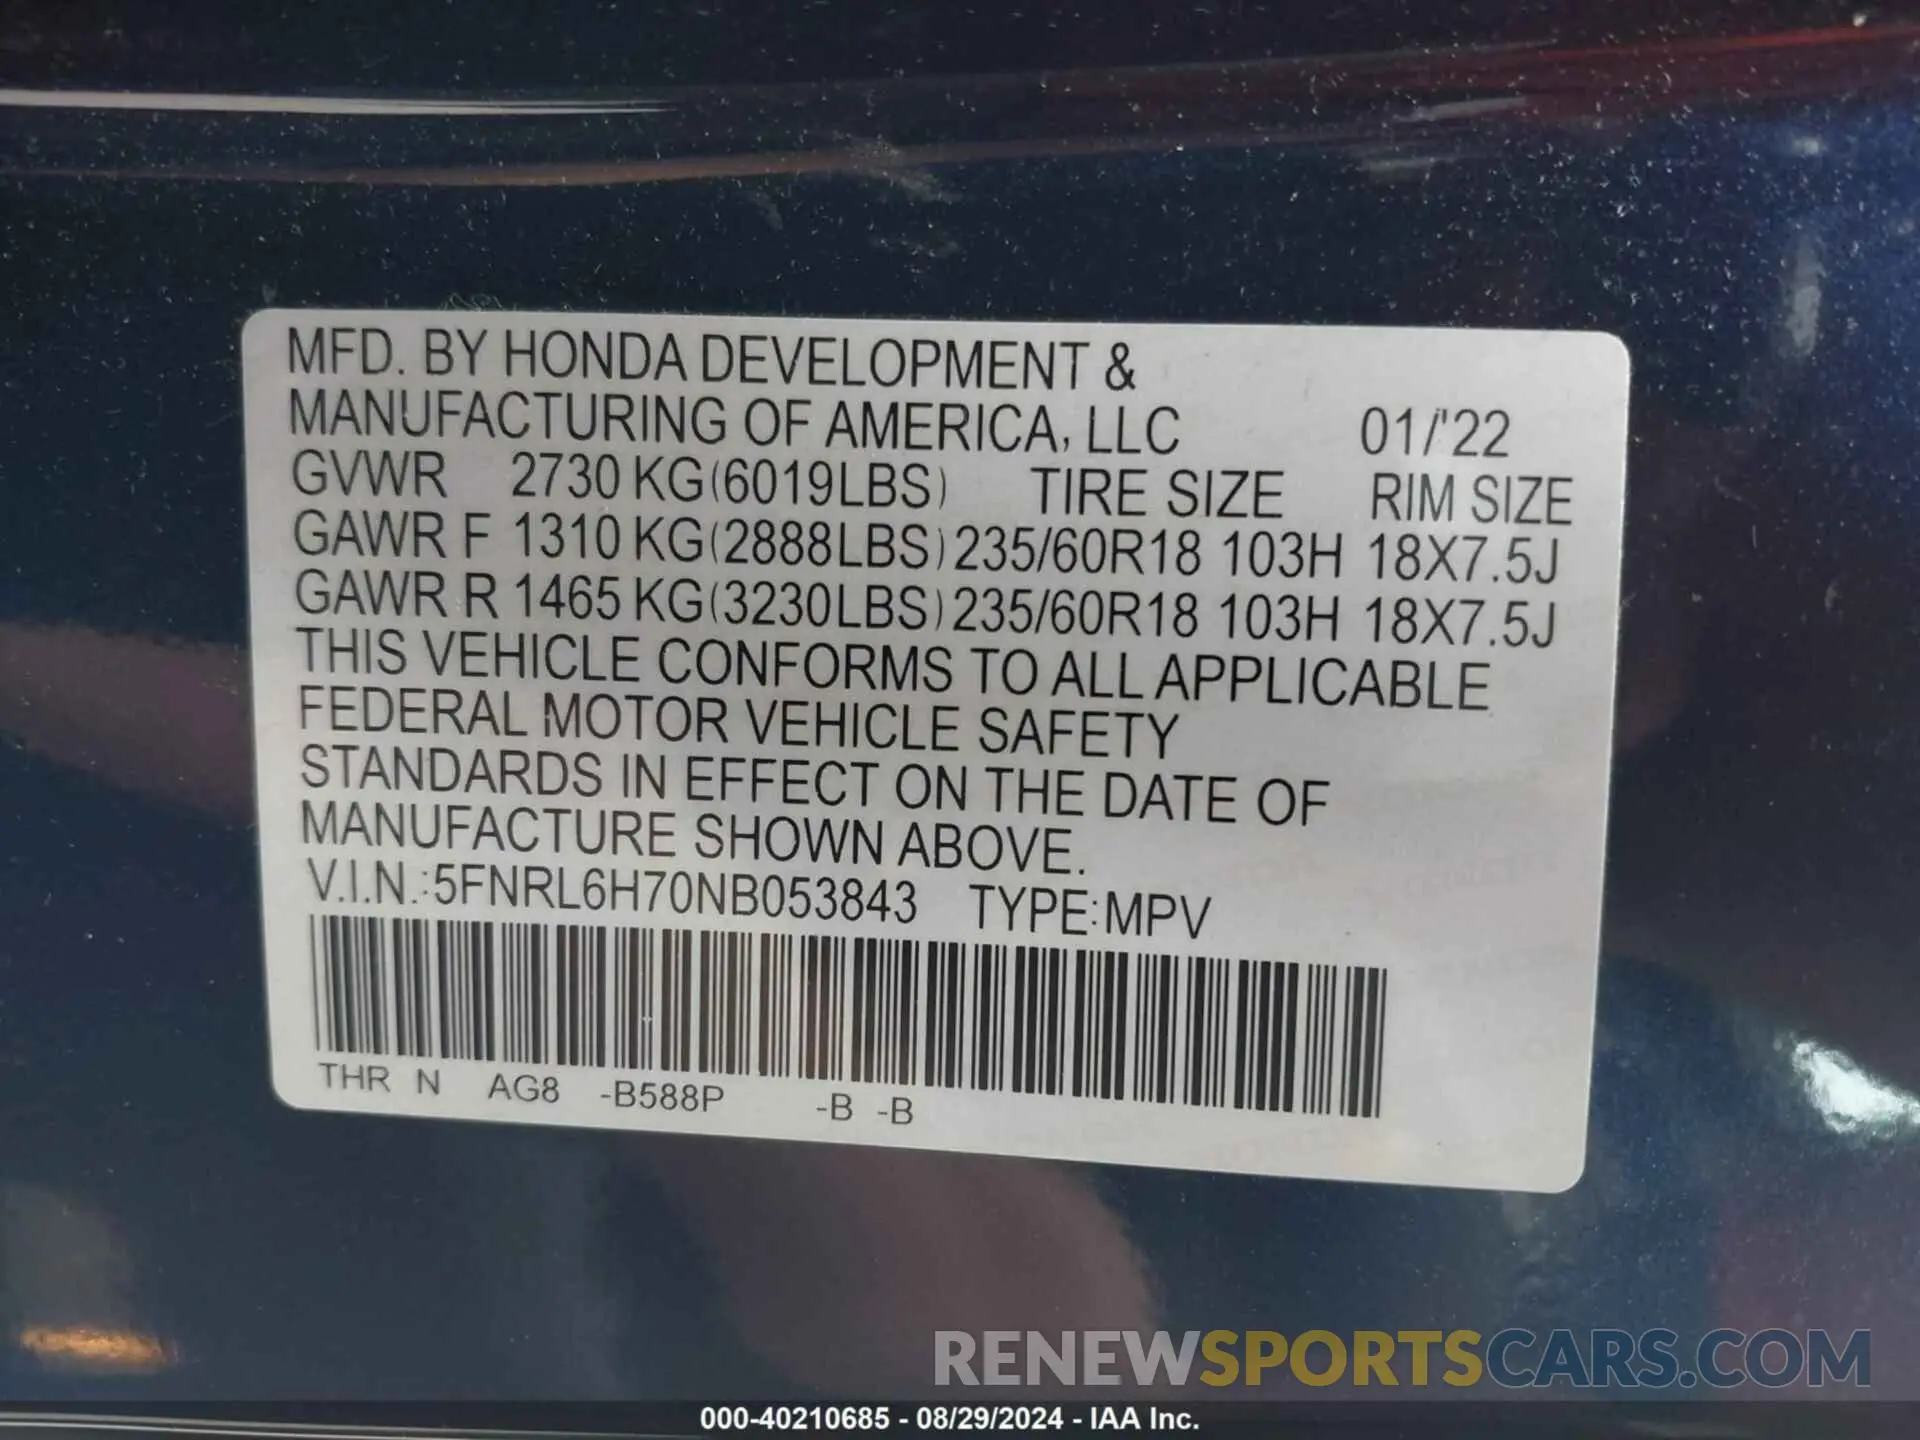 MFD. BY HONDA DEVELOPMENT &
MANUFACTURING OF AMERICA, LLC 01/'22
GVWR 2730 KG(6019LBS) TIRE SIZE RIM SIZE
GAWR F 1310 KG(2888LBS) 235/60R18 103H 18X7.5J
GAWR R 1465 KG(3230LBS) 235/60R18 103H 18X7.5J
THIS VEHICLE CONFORMS TO ALL APPLICABLE
FEDERAL MOTOR VEHICLE SAFETY
STANDARDS IN EFFECT ON THE DATE OF
MANUFACTURE SHOWN ABOVE.
V.I.N.:5FNRL6H70NB053843 TYPE:MPV
THR N AG8 -B588P -B -B
RENEWSPORTSCARS.COM
000-40210685 - 08/29/2024 - IAA Inc.